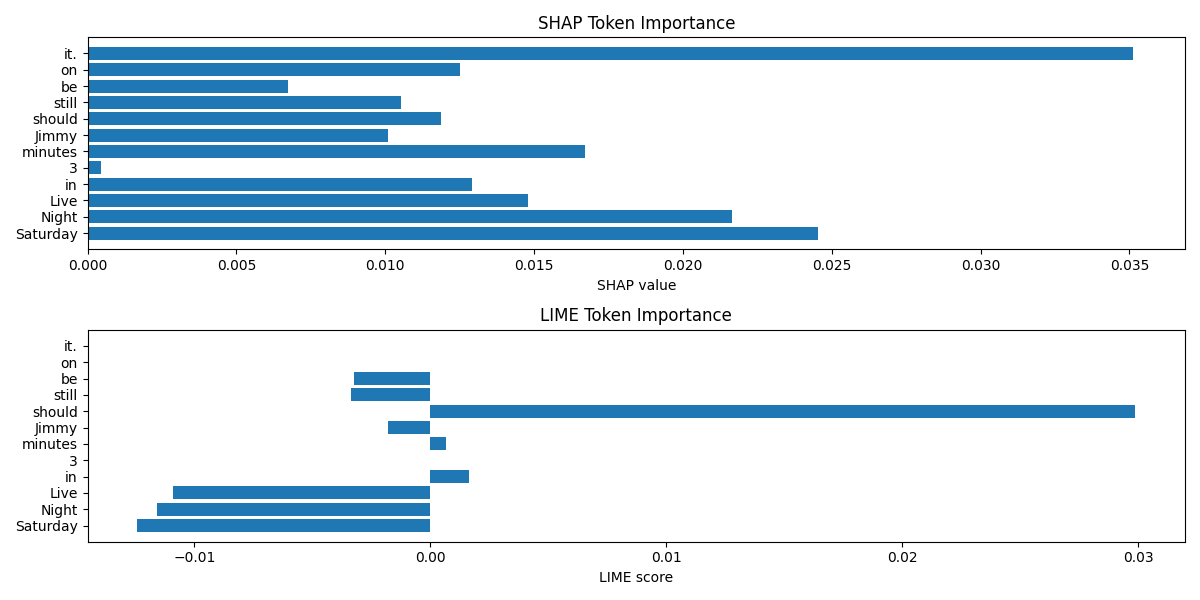 SHAP Token Importance
it.
on
be
still
should
Jimmy
minutes
3
in
Live
Night
Saturday
0.000 0.005 0.010 0.015 0.020 0.025 0.030 0.035
SHAP value
LIME Token Importance
it.
on
be
still
should
Jimmy
minutes
3
in
Live
Night
Saturday
−0.01 0.00 0.01 0.02 0.03
LIME score